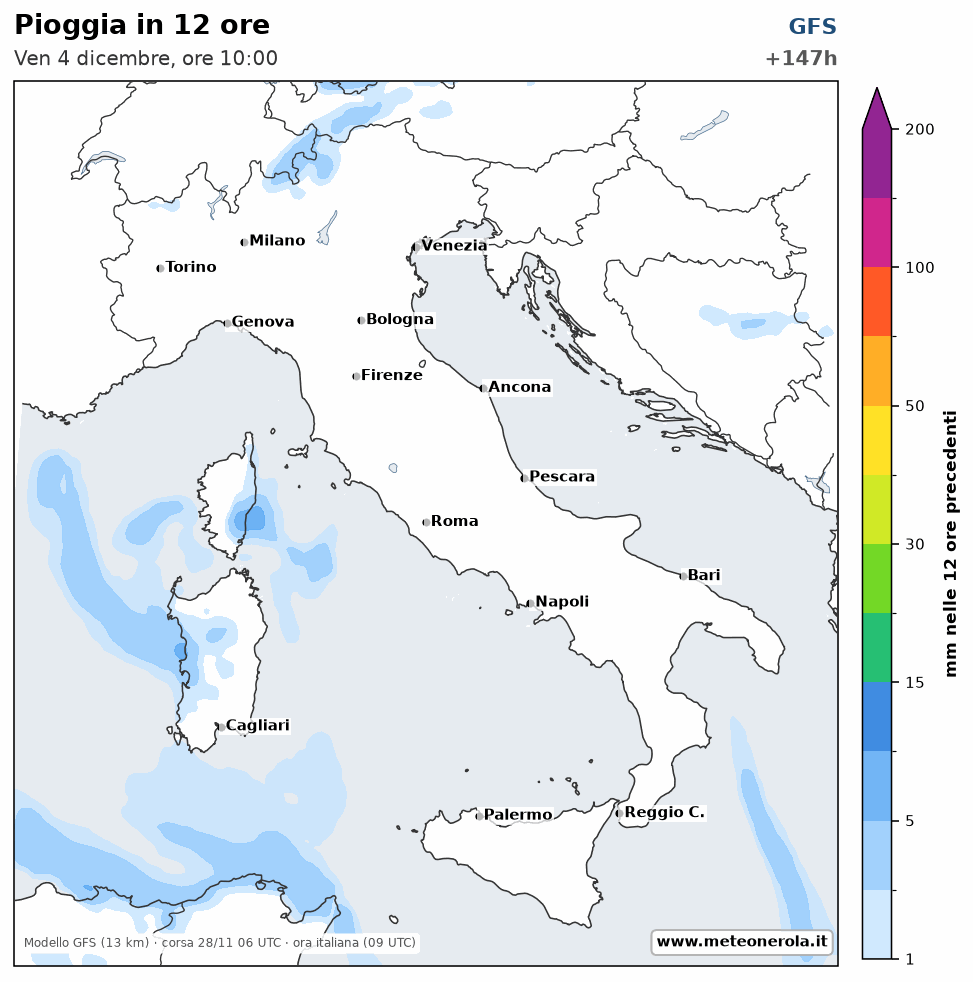 Pioggia in 12 ore
GFS
Ven 4 dicembre, ore 10:00
+147h
Milano
Venezia
Torino
Genova
Bologna
Firenze
Ancona
Pescara
Roma
Bari
Napoli
Cagliari
Palermo
Reggio C.
Modello GFS (13 km) · corsa 28/11 06 UTC · ora italiana (09 UTC)
www.meteonerola.it
200
100
50
30
15
5
1
mm nelle 12 ore precedenti